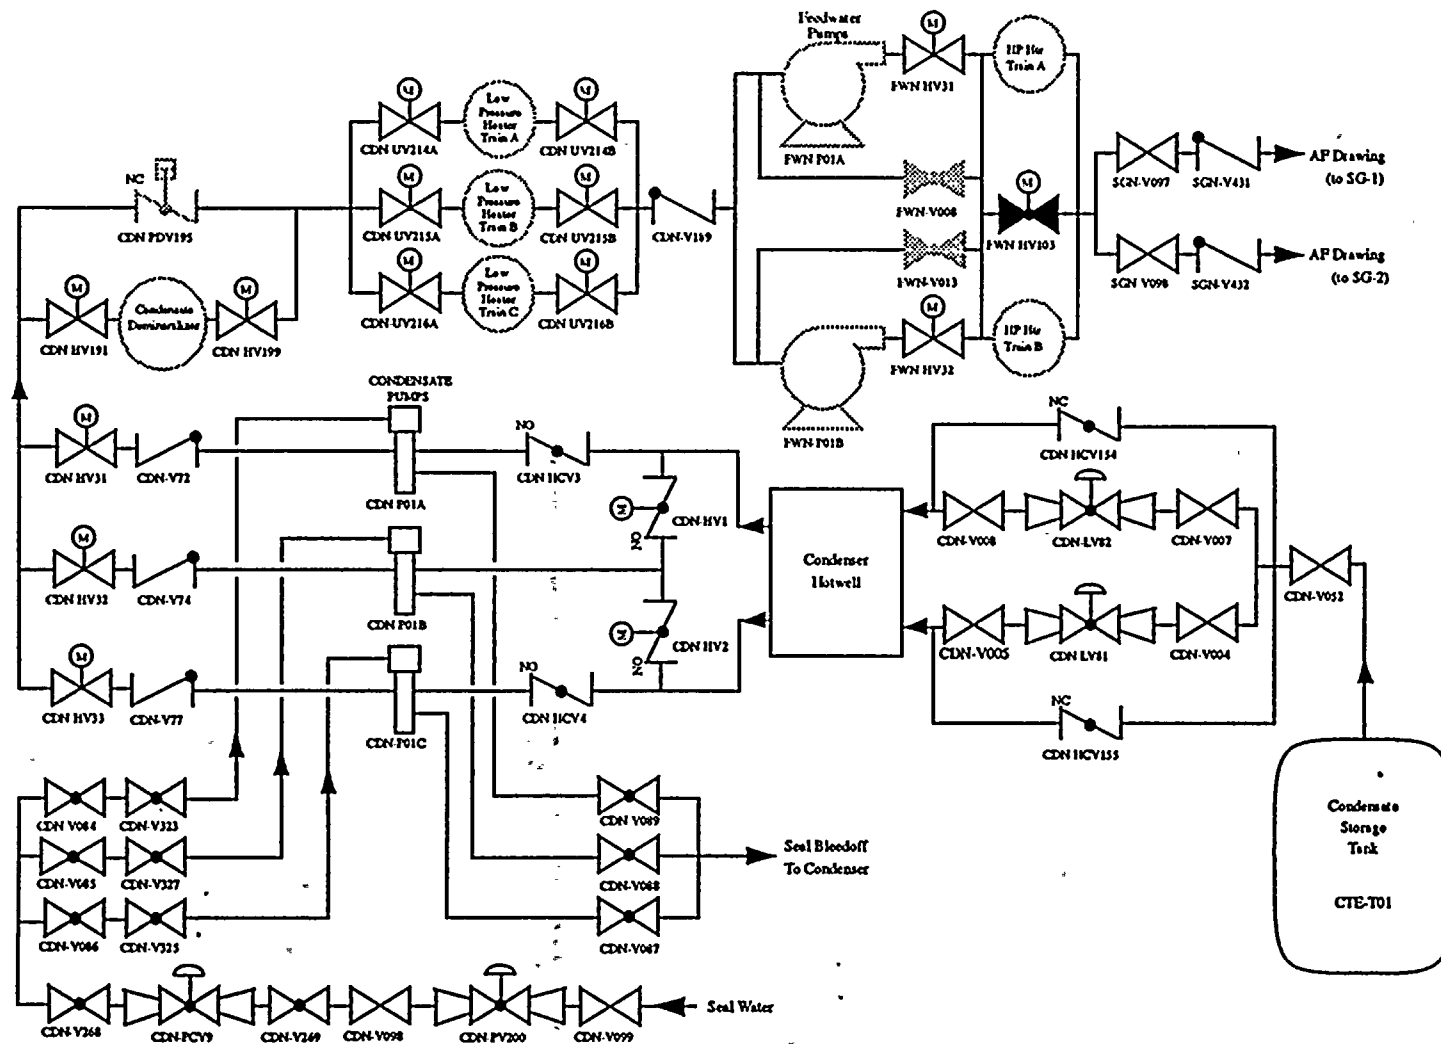 Feedwater
Pumps
M
FWN HV31
HP Htr
Train A
FWN P01A
M
CDN UV214A
Low
Pressure
Heater
Train A
M
CDN UV214B
NC
CDN PDV195
M
CDN UV215A
Low
Pressure
Heater
Train B
M
CDN UV215B
CDN-V189
FWN-V008
M
FWN HV103
FWN-V013
SGN-V097
SGN-V431
AF Drawing
(to SG-1)
SGN-V098
SGN-V432
AF Drawing
(to SG-2)
M
CDN HV191
Condensate
Demineralizer
M
CDN HV199
M
CDN UV216A
Low
Pressure
Heater
Train C
M
CDN UV216B
M
FWN HV32
HP Htr
Train B
FWN-P01B
CONDENSATE
PUMPS
M
CDN HV31
CDN-V72
CDN P01A
NO
CDN HCV3
M
NO
CDN-HV1
M
CDN HV32
CDN-V74
CDN P01B
M
NO
CDN HV2
M
CDN HV33
CDN-V77
CDN-P01C
NO
CDN HCV4
Condenser
Hotwell
NC
CDN HCV154
CDN-V008
CDN-LV82
CDN-V007
CDN-V052
CDN-V005
CDN LV81
CDN-V004
NC
CDN HCV155
Condensate
Storage
Tank
CTE-T01
CDN-V084
CDN-V323
CDN-V085
CDN-V327
CDN-V086
CDN-V325
CDN-V089
CDN-V088
CDN-V087
Seal Bleedoff
To Condenser
CDN-V268
CDN-PCV9
CDN-V269
CDN-V098
CDN-PV200
CDN-V099
Seal Water